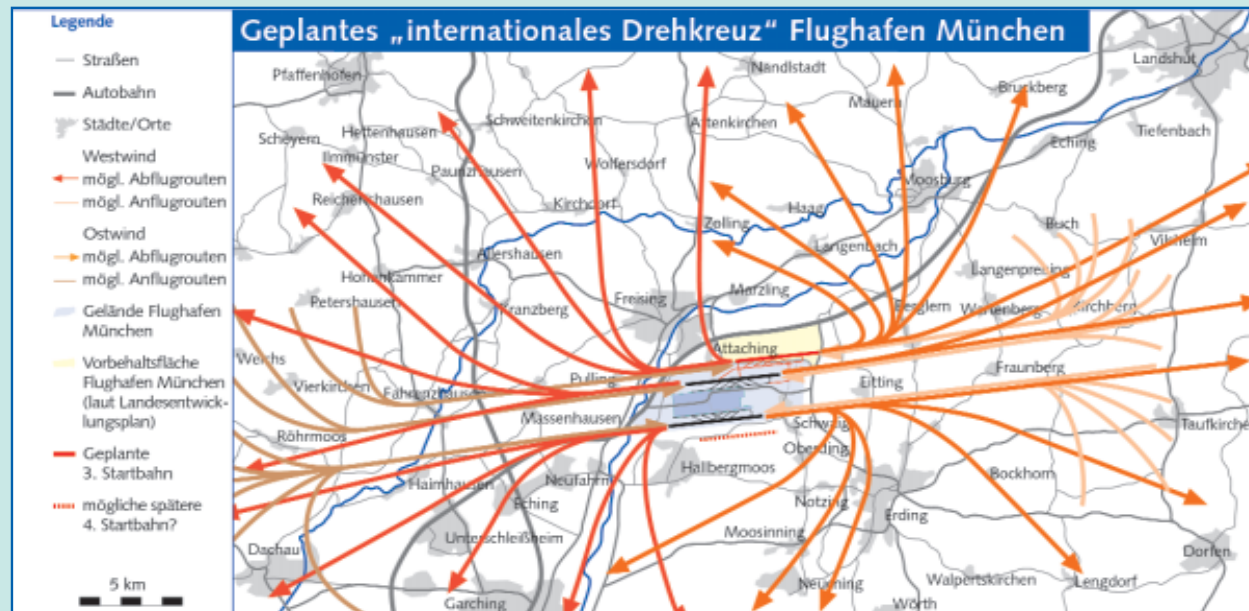 Legende
Straßen
Autobahn
Städte/Orte
Westwind
mögl. Abflugrouten
mögl. Anflugrouten
Ostwind
mögl. Abflugrouten
mögl. Anflugrouten
Gelände Flughafen
München
Vorbehaltsfläche
Flughafen München
(laut Landesentwick-
lungsplan)
Geplante
3. Startbahn
mögliche spätere
4. Startbahn?
5 km
Geplantes „internationales Drehkreuz“ Flughafen München
Pfaffenhofen
Nandlstadt
Landshut
Mauern
Bruckberg
Scheyern
Hettenhausen
Schweitenkirchen
Attenkirchen
Tiefenbach
Ilmmünster
Eching
Paunzhausen
Wolfersdorf
Moosburg
Reichertshausen
Kirchdorf
Haag
Zolling
Buch
Allershausen
Langenbach
Vilsheim
Hohenkammer
Langenpreising
Petershausen
Kranzberg
Freising
Marzling
Berglern
Wartenberg
Kirchberg
Attaching
Weichs
Vierkirchen
Fahrenzhausen
Pulling
Eitting
Fraunberg
Massenhausen
Schwaig
Taufkirchen
Röhrmoos
Oberding
Hallbergmoos
Bockhorn
Haimhausen
Neufahrn
Eching
Notzing
Erding
Unterschleißheim
Moosinning
Dachau
Dorfen
Garching
Neuching
Walpertskirchen
Lengdorf
Wörth